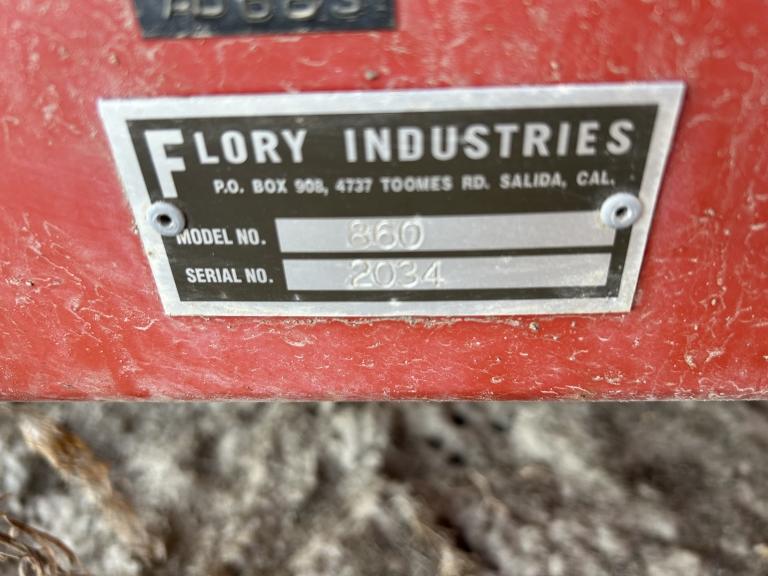 FLORY INDUSTRIES
P.O. BOX 908, 4737 TOOMES RD. SALIDA, CAL.
MODEL NO. 860
SERIAL NO. 2034